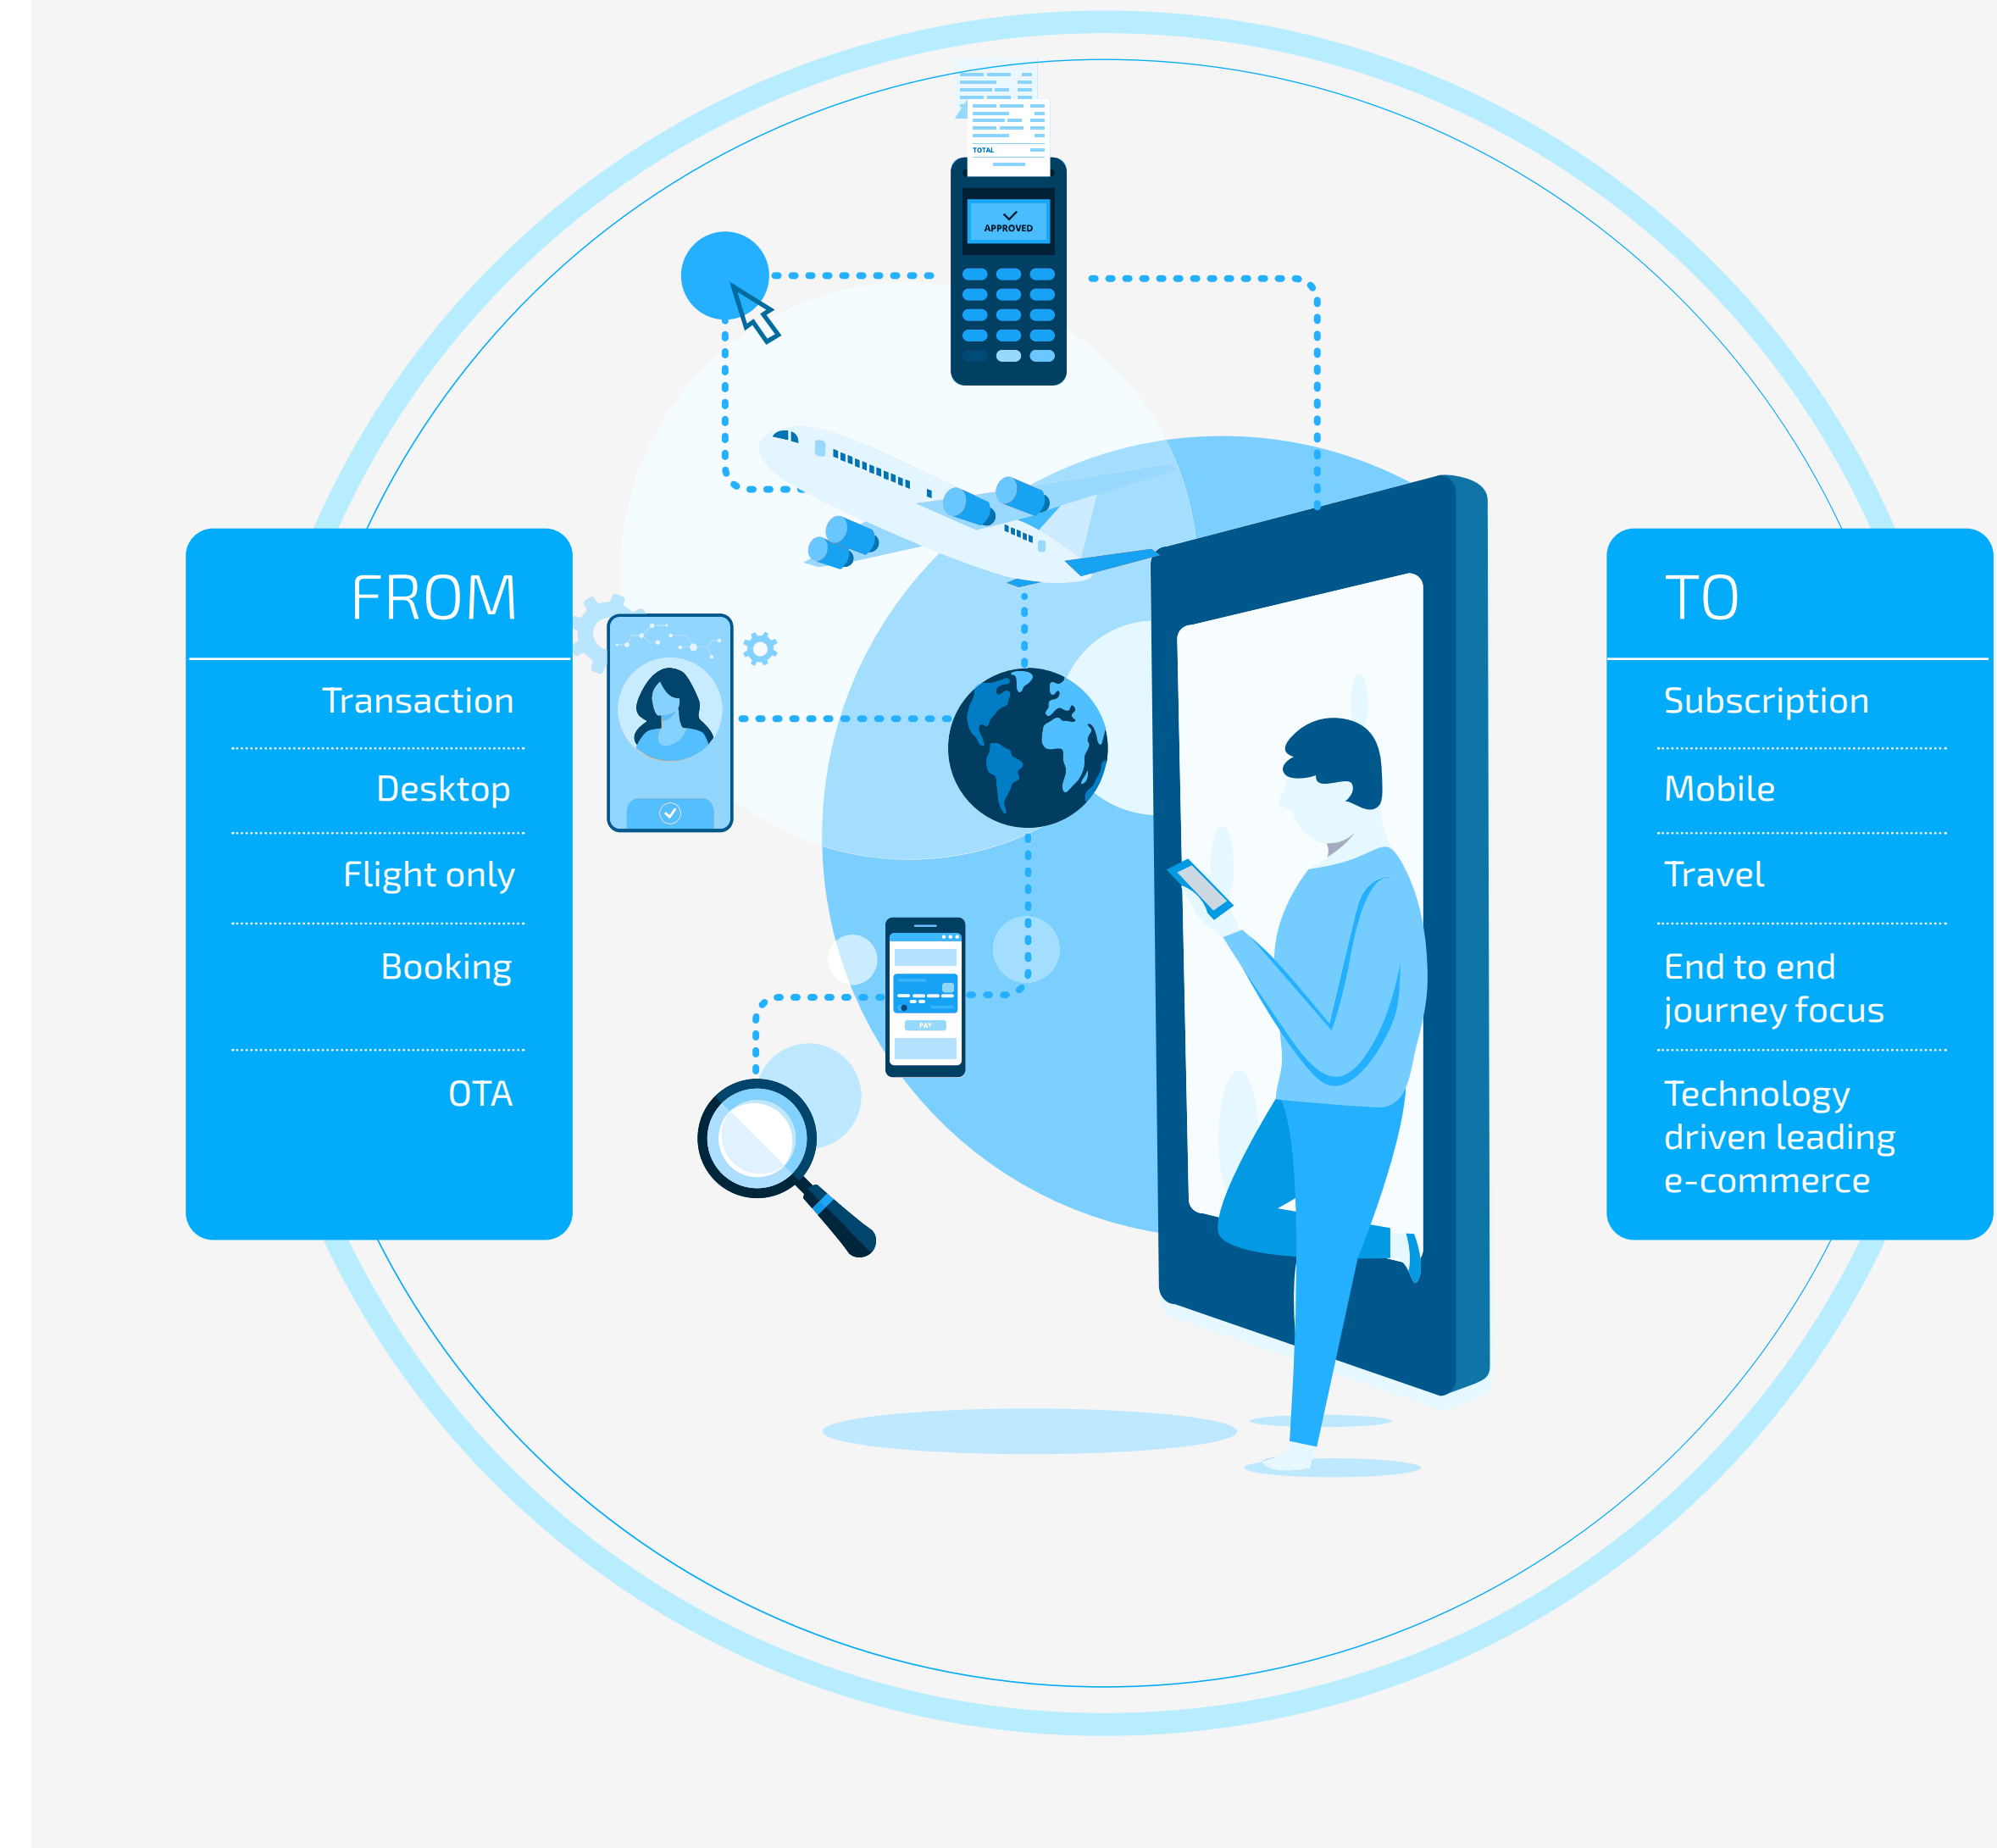 TOTAL
APPROVED
FROM
Transaction
Desktop
Flight only
Booking
OTA
PAY
TO
Subscription
Mobile
Travel
End to end
journey focus
Technology
driven leading
e-commerce